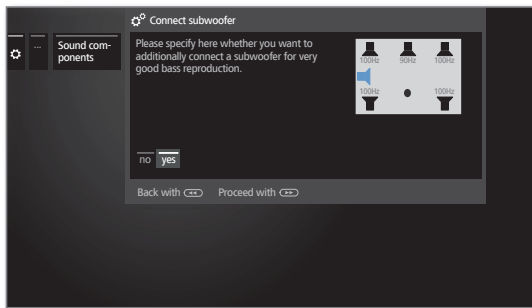 Connect subwoofer
...
Sound com-
ponents
Please specify here whether you want to
additionally connect a subwoofer for very
good bass reproduction.
100Hz 90Hz 100Hz
100Hz 100Hz
no yes
Back with Proceed with